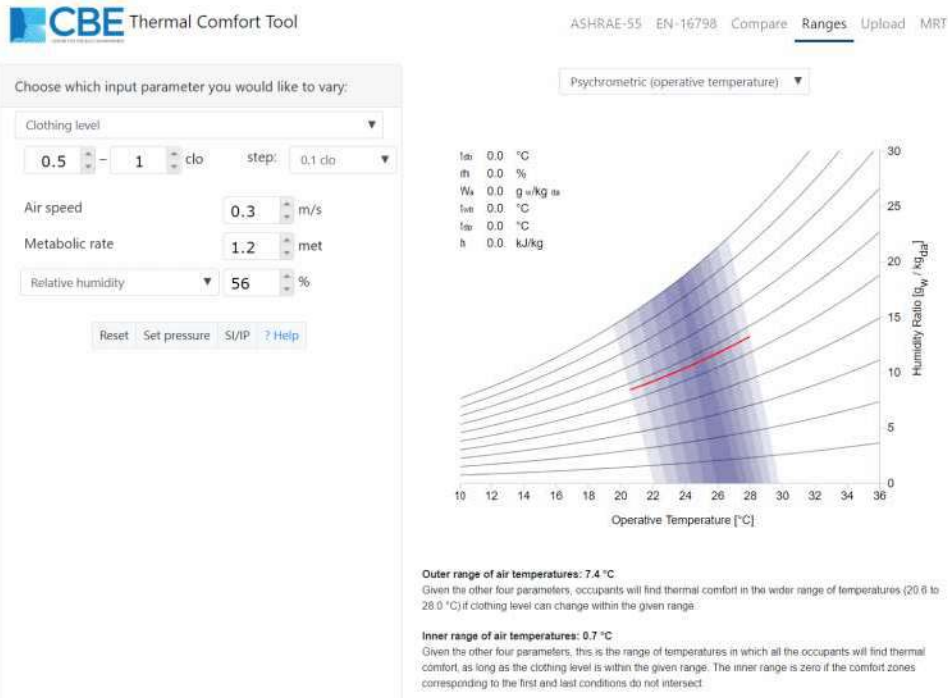 CBE Thermal Comfort Tool
ASHRAE-55 EN-16798 Compare Ranges Upload MRT
Choose which input parameter you would like to vary:
Clothing level
0.5 – 1 clo step: 0.1 clo
Air speed 0.3 m/s
Metabolic rate 1.2 met
Relative humidity 56 %
Reset Set pressure SI/IP ? Help
Psychrometric (operative temperature)
tdb 0.0 °C
rh 0.0 %
Wa 0.0 g w/kg da
twb 0.0 °C
tdp 0.0 °C
h 0.0 kJ/kg
30
25
20
15
10
5
0
Humidity Ratio [gw / kgda]
10 12 14 16 18 20 22 24 26 28 30 32 34 36
Operative Temperature [°C]
Outer range of air temperatures: 7.4 °C
Given the other four parameters, occupants will find thermal comfort in the wider range of temperatures (20.6 to
28.0 °C) if clothing level can change within the given range.
Inner range of air temperatures: 0.7 °C
Given the other four parameters, this is the range of temperatures in which all the occupants will find thermal
comfort, as long as the clothing level is within the given range. The inner range is zero if the comfort zones
corresponding to the first and last conditions do not intersect